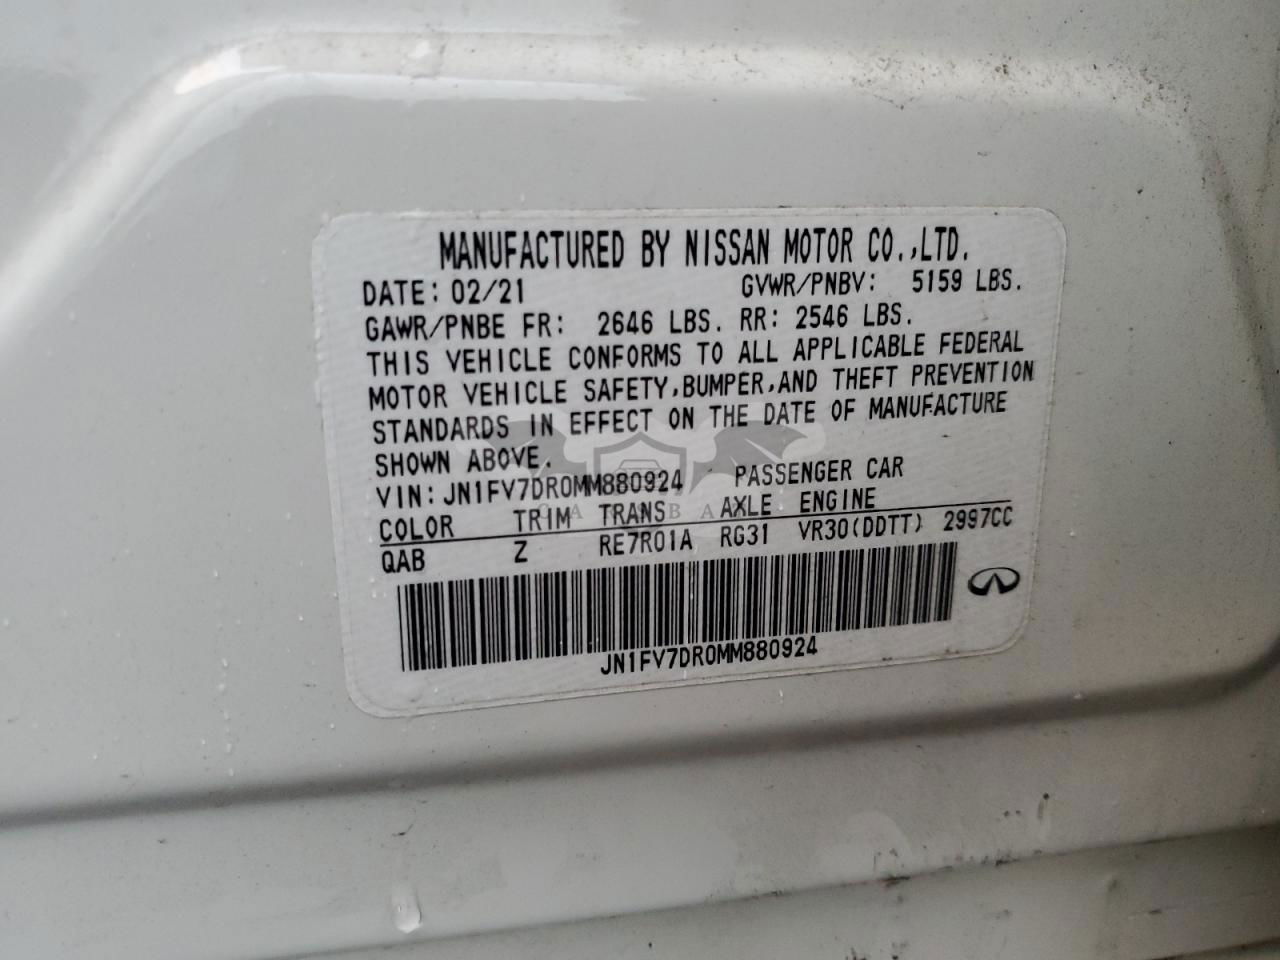 MANUFACTURED BY NISSAN MOTOR CO.,LTD.
DATE: 02/21 GVWR/PNBV: 5159 LBS.
GAWR/PNBE FR: 2646 LBS. RR: 2546 LBS.
THIS VEHICLE CONFORMS TO ALL APPLICABLE FEDERAL
MOTOR VEHICLE SAFETY,BUMPER,AND THEFT PREVENTION
STANDARDS IN EFFECT ON THE DATE OF MANUFACTURE
SHOWN ABOVE.
VIN: JN1FV7DR0MM880924 PASSENGER CAR
COLOR TRIM TRANS AXLE ENGINE
QAB Z RE7R01A RG31 VR30(DDTT) 2997CC
JN1FV7DR0MM880924